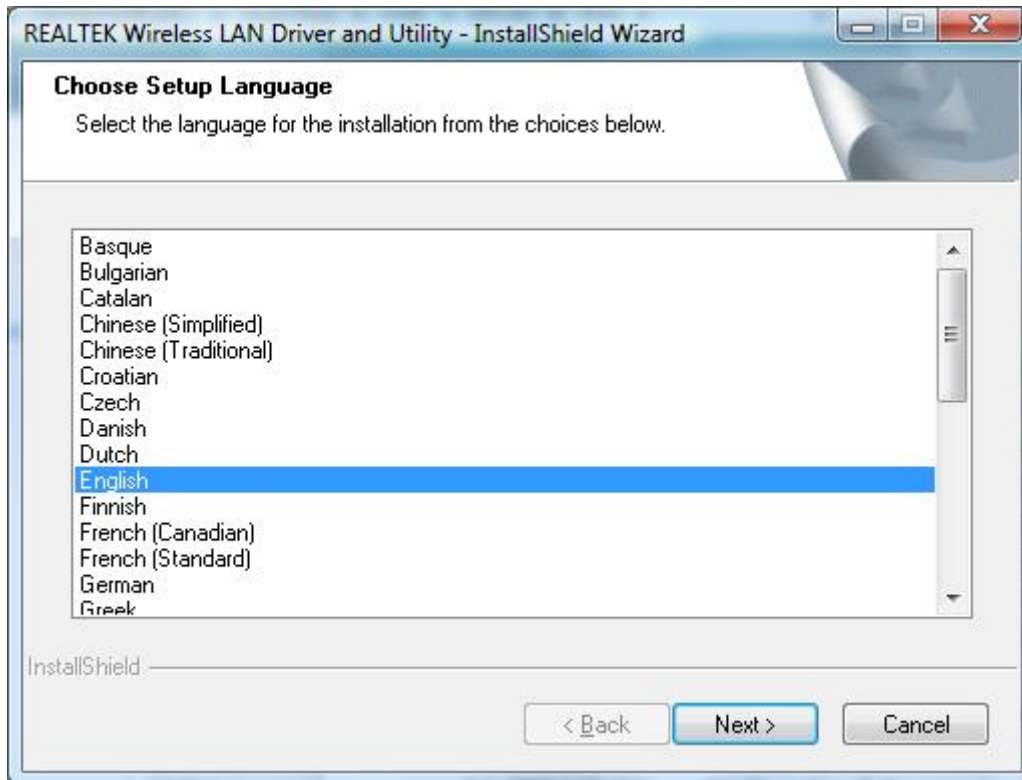 REALTEK Wireless LAN Driver and Utility - InstallShield Wizard
Choose Setup Language
Select the language for the installation from the choices below.
Basque
Bulgarian
Catalan
Chinese (Simplified)
Chinese (Traditional)
Croatian
Czech
Danish
Dutch
English
Finnish
French (Canadian)
French (Standard)
German
Greek
InstallShield
< Back
Next >
Cancel